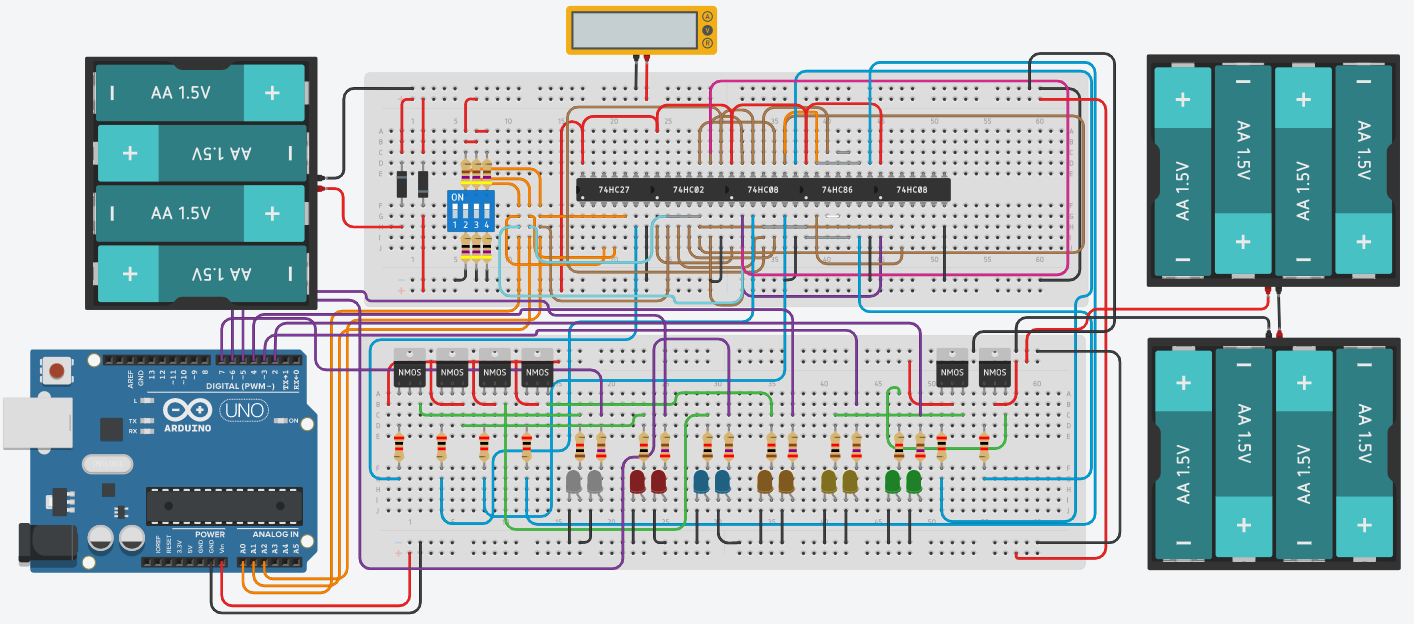 A
V
R
AA 1.5V
AA 1.5V
AA 1.5V
AA 1.5V
1 5 10 15 20 25 50 55 60
A
B
C
D
E
ON
1 2 3 4
74HC27 74HC02 74HC08 74HC86 74HC08
F
G
H
I
J
AA 1.5V AA 1.5V AA 1.5V AA 1.5V
NMOS NMOS NMOS NMOS NMOS NMOS
AREF
GND
13
12
~11
~10
~9
8
7
~6
~5
4
~3
2
TX→1
RX←0
DIGITAL (PWM~)
L
TX
RX
ARDUINO
UNO
ON
POWER
ANALOG IN
IOREF
RESET
3.3V
5V
GND
GND
Vin
A0
A1
A2
A3
A4
A5
AA 1.5V AA 1.5V AA 1.5V AA 1.5V